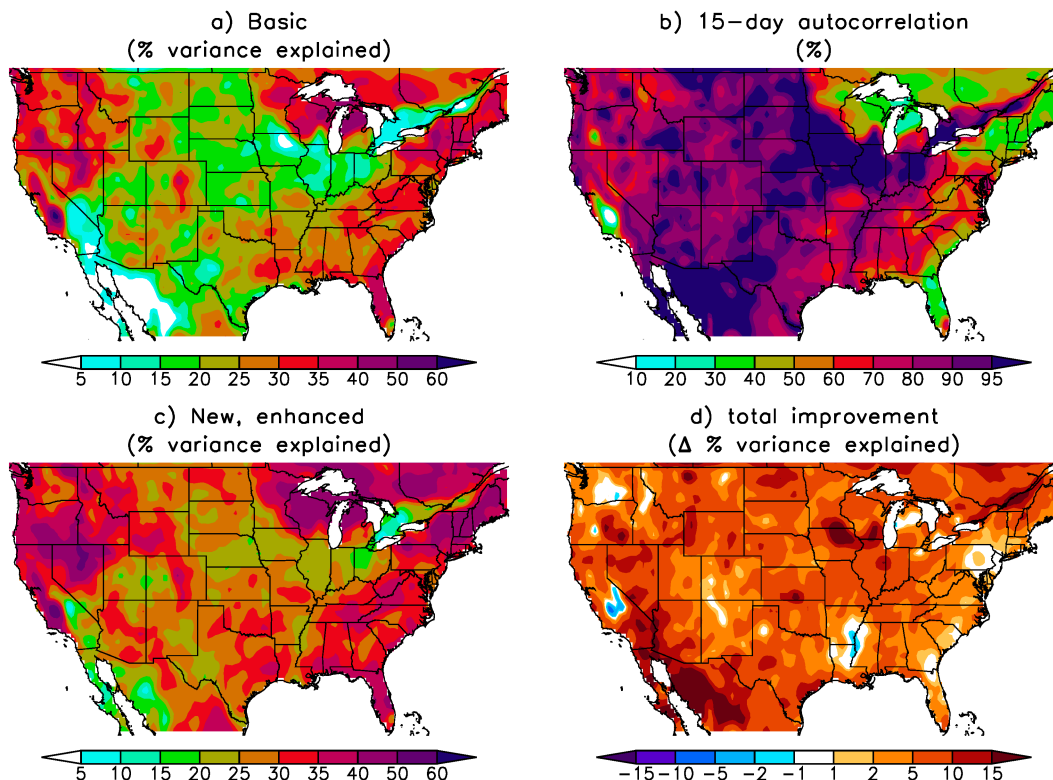 a) Basic
(% variance explained)
5 10 15 20 25 30 35 40 50 60
b) 15-day autocorrelation
(%)
10 20 30 40 50 60 70 80 90 95
c) New, enhanced
(% variance explained)
5 10 15 20 25 30 35 40 50 60
d) total improvement
(Δ % variance explained)
-15 -10 -5 -2 -1 1 2 5 10 15